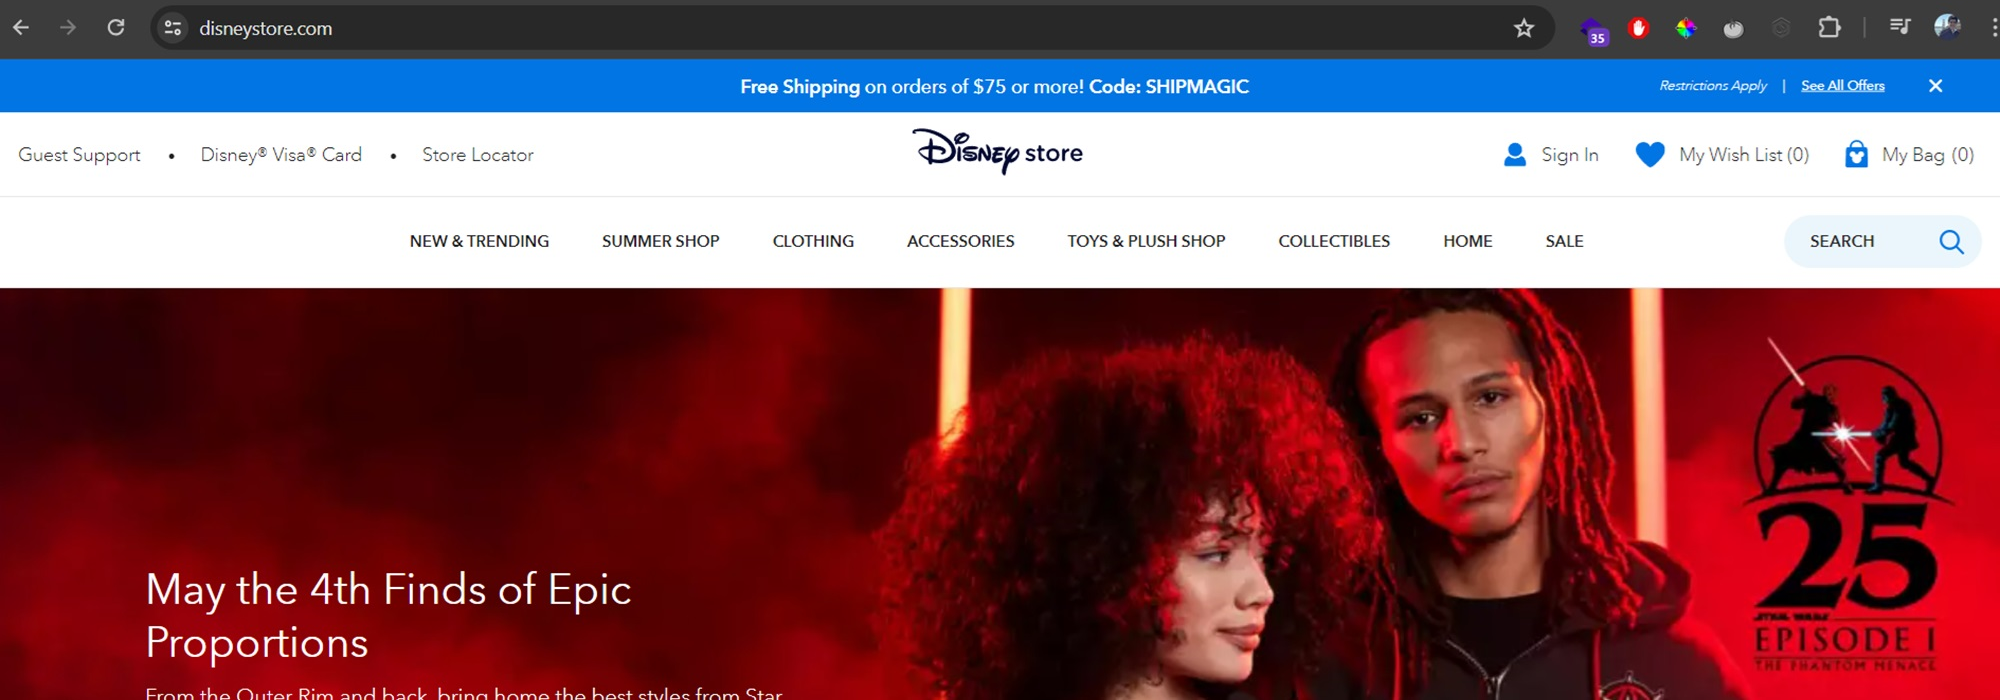 disneystore.com
35
Free Shipping on orders of $75 or more! Code: SHIPMAGIC
Restrictions Apply | See All Offers
Guest Support • Disney® Visa® Card • Store Locator
Disney store
Sign In
My Wish List (0)
My Bag (0)
NEW & TRENDING SUMMER SHOP CLOTHING ACCESSORIES TOYS & PLUSH SHOP COLLECTIBLES HOME SALE
SEARCH
May the 4th Finds of Epic
Proportions
From the Outer Rim and back, bring home the best styles from Star
25
STAR WARS
EPISODE I
THE PHANTOM MENACE